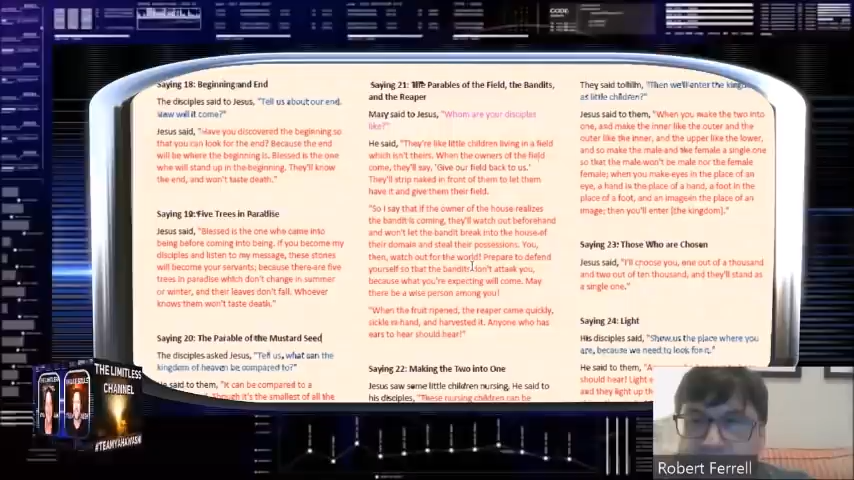 Saying 18: Beginning and End
The disciples said to Jesus, "Tell us about our end.
How will it come?"
Jesus said, "Have you discovered the beginning so
that you can look for the end? Because the end
will be where the beginning is. Blessed is the one
who will stand up in the beginning. They'll know
the end, and won't taste death."
Saying 19: Five Trees in Paradise
Jesus said, "Blessed is the one who came into
being before coming into being. If you become my
disciples and listen to my message, these stones
will become your servants; because there are five
trees in paradise which don't change in summer
or winter, and their leaves don't fall. Whoever
knows them won't taste death."
Saying 20: The Parable of the Mustard Seed
The disciples asked Jesus, "Tell us, what can the
kingdom of heaven be compared to?"
He said to them, "It can be compared to a
Though it's the smallest of all the
Saying 21: The Parables of the Field, the Bandits,
and the Reaper
Mary said to Jesus, "Whom are your disciples
like?"
He said, "They're like little children living in a field
which isn't theirs. When the owners of the field
come, they'll say, 'Give our field back to us.'
They'll strip naked in front of them to let them
have it and give them their field.
"So I say that if the owner of the house realizes
the bandit is coming, they'll watch out beforehand
and won't let the bandit break into the house of
their domain and steal their possessions. You,
then, watch out for the world! Prepare to defend
yourself so that the bandits don't attack you,
because what you're expecting will come. May
there be a wise person among you!
"When the fruit ripened, the reaper came quickly,
sickle in hand, and harvested it. Anyone who has
ears to hear should hear!"
Saying 22: Making the Two into One
Jesus saw some little children nursing. He said to
his disciples, "These nursing children can be
They said to him, "Then we'll enter the kingdom
as little children?"
Jesus said to them, "When you make the two into
one, and make the inner like the outer and the
outer like the inner, and the upper like the lower,
and so make the male and the female a single one
so that the male won't be male nor the female
female; when you make eyes in the place of an
eye, a hand in the place of a hand, a foot in the
place of a foot, and an image in the place of an
image; then you'll enter [the kingdom]."
Saying 23: Those Who are Chosen
Jesus said, "I'll choose you, one out of a thousand
and two out of ten thousand, and they'll stand as
a single one."
Saying 24: Light
His disciples said, "Show us the place where you
are, because we need to look for it."
He said to them,
should hear! Light
and they light up th
THE LIMITLESS
CHANNEL
#TEAMYAHAWASHI
Robert Ferrell